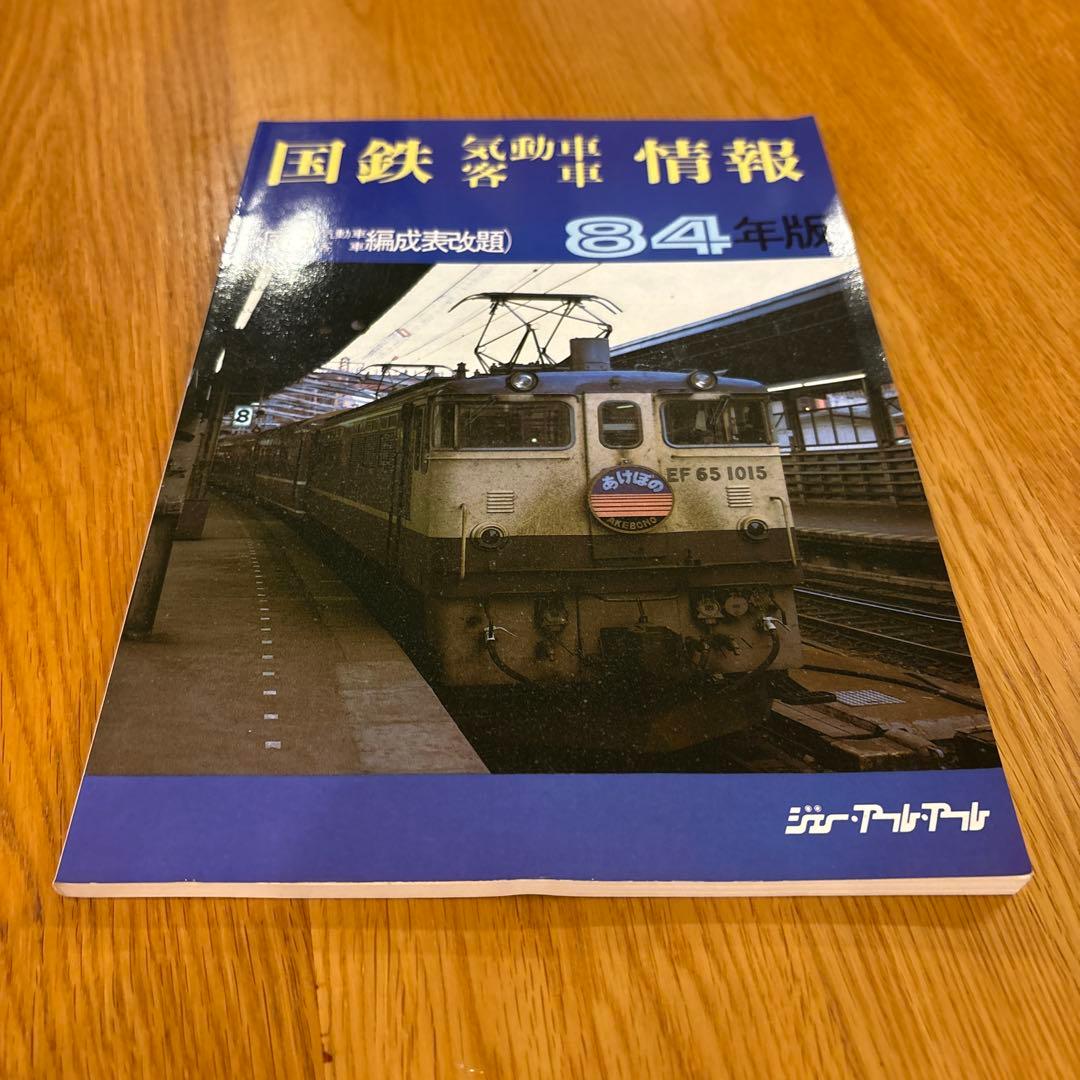 国鉄 気動車 客車 情報
気動車
車編成表改題)
84年版
8
あけぼの
AKEBONO
EF 65 1015
ジェー・アール・アール